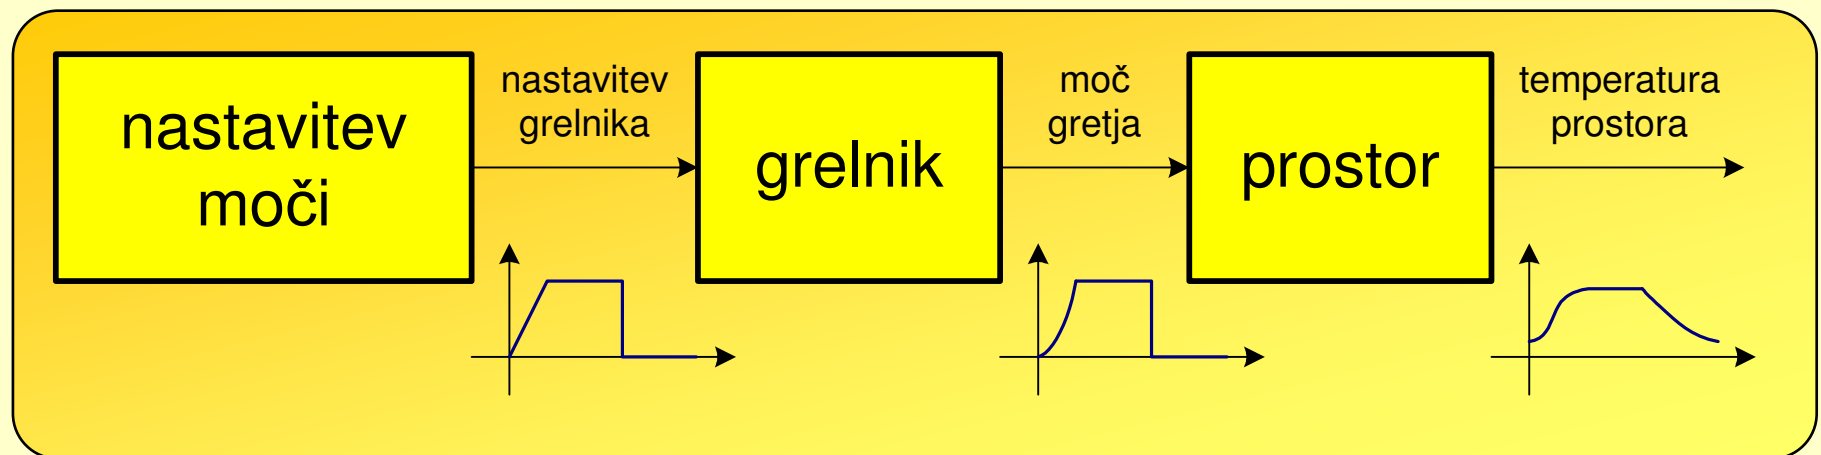 nastavitev
moči
nastavitev
grelnika
grelnik
moč
gretja
prostor
temperatura
prostora